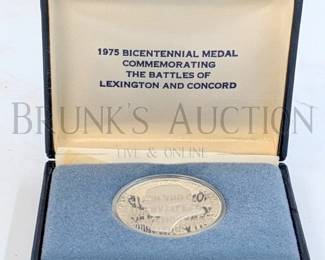 1975 BICENTENNIAL MEDAL
COMMEMORATING
THE BATTLES OF
LEXINGTON AND CONCORD
BRUNK'S AUCTION
LIVE & ONLINE